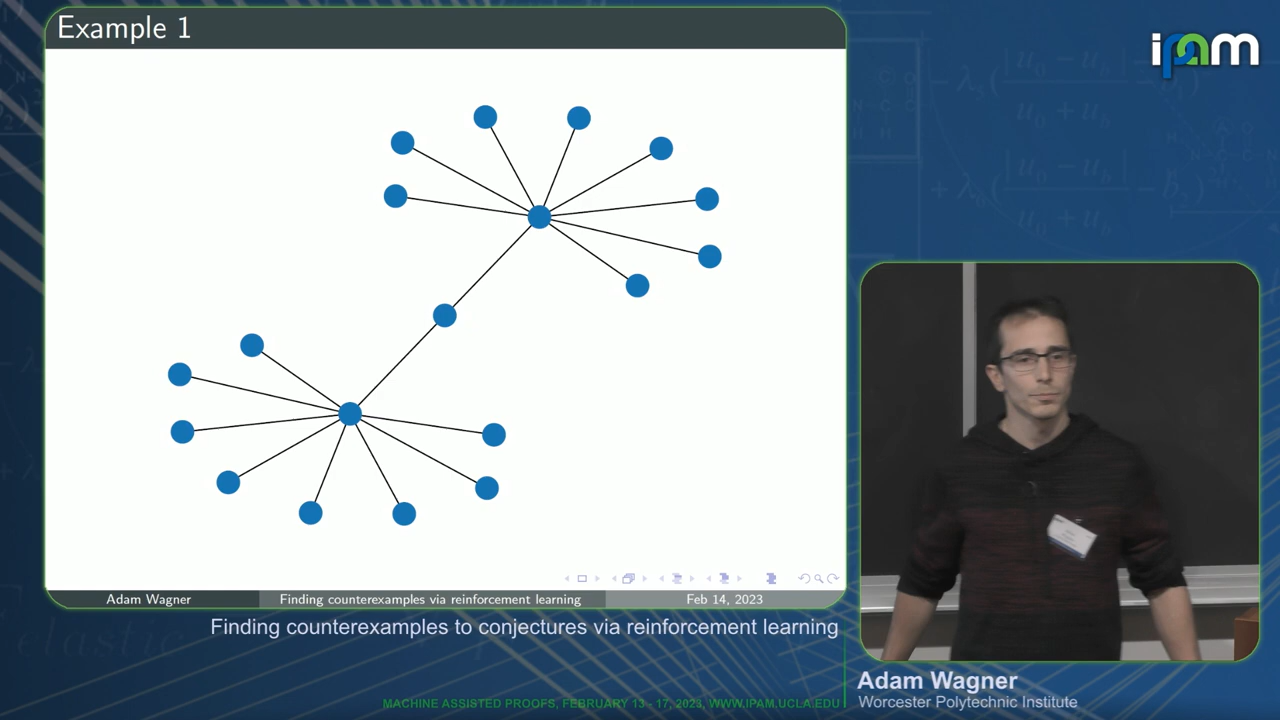 Example 1
ipam
Adam Wagner
Finding counterexamples via reinforcement learning
Feb 14, 2023
Finding counterexamples to conjectures via reinforcement learning
Adam Wagner
Worcester Polytechnic Institute
MACHINE ASSISTED PROOFS, FEBRUARY 13 - 17, 2023, WWW.IPAM.UCLA.EDU